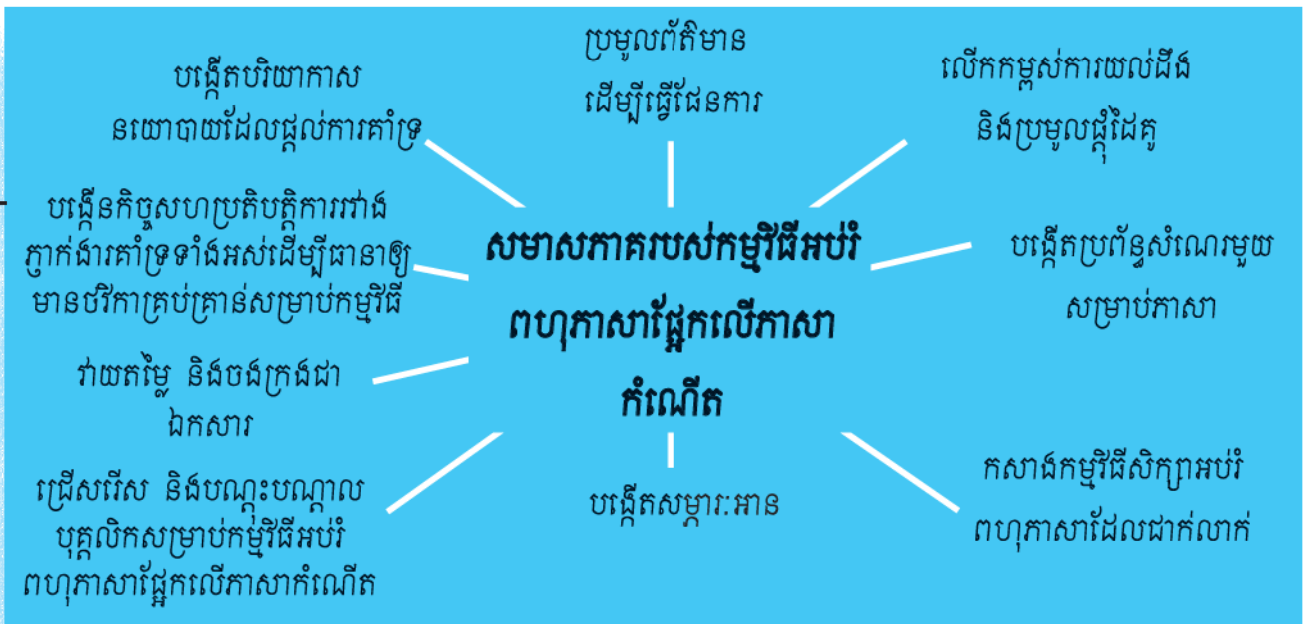 បង្កើតបរិយាកាស
នយោបាយដែលផ្តល់ការគាំទ្រ
ប្រមូលព័ត៌មាន
ដើម្បីធ្វើផែនការ
លើកកម្ពស់ការយល់ដឹង
និងប្រមូលផ្តុំដៃគូ
បង្កើនកិច្ចសហប្រតិបត្តិការរវាង
ភ្នាក់ងារគាំទ្រទាំងអស់ដើម្បីធានាឲ្យ
មានថវិកាគ្រប់គ្រាន់សម្រាប់កម្មវិធី
សមាសភាគរបស់កម្មវិធីអប់រំ
ពហុភាសាផ្អែកលើភាសា
កំណើត
បង្កើតប្រព័ន្ធសំណេរមួយ
សម្រាប់ភាសា
វាយតម្លៃ និងចងក្រងជា
ឯកសារ
ជ្រើសរើស និងបណ្តុះបណ្តាល
បុគ្គលិកសម្រាប់កម្មវិធីអប់រំ
ពហុភាសាផ្អែកលើភាសាកំណើត
បង្កើតសម្ភារៈអាន
កសាងកម្មវិធីសិក្សាអប់រំ
ពហុភាសាដែលជាក់លាក់